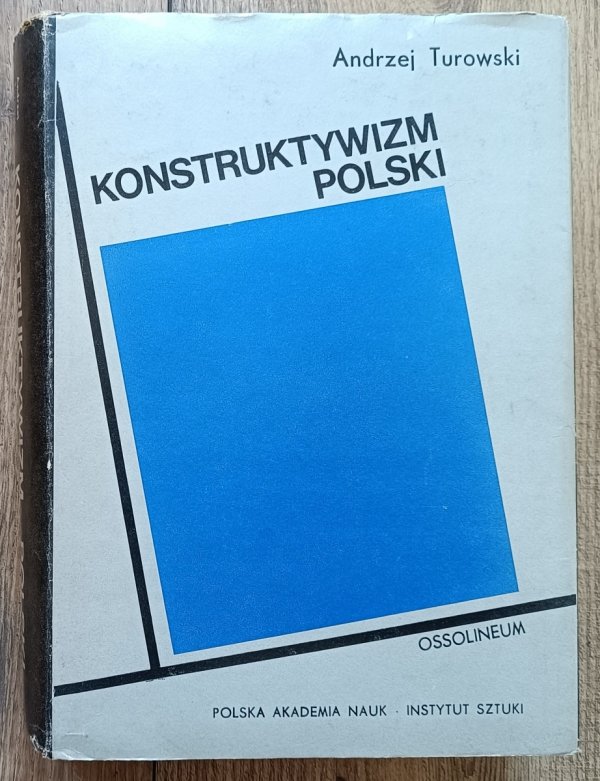 Andrzej Turowski
KONSTRUKTYWIZM
POLSKI
OSSOLINEUM
POLSKA AKADEMIA NAUK · INSTYTUT SZTUKI